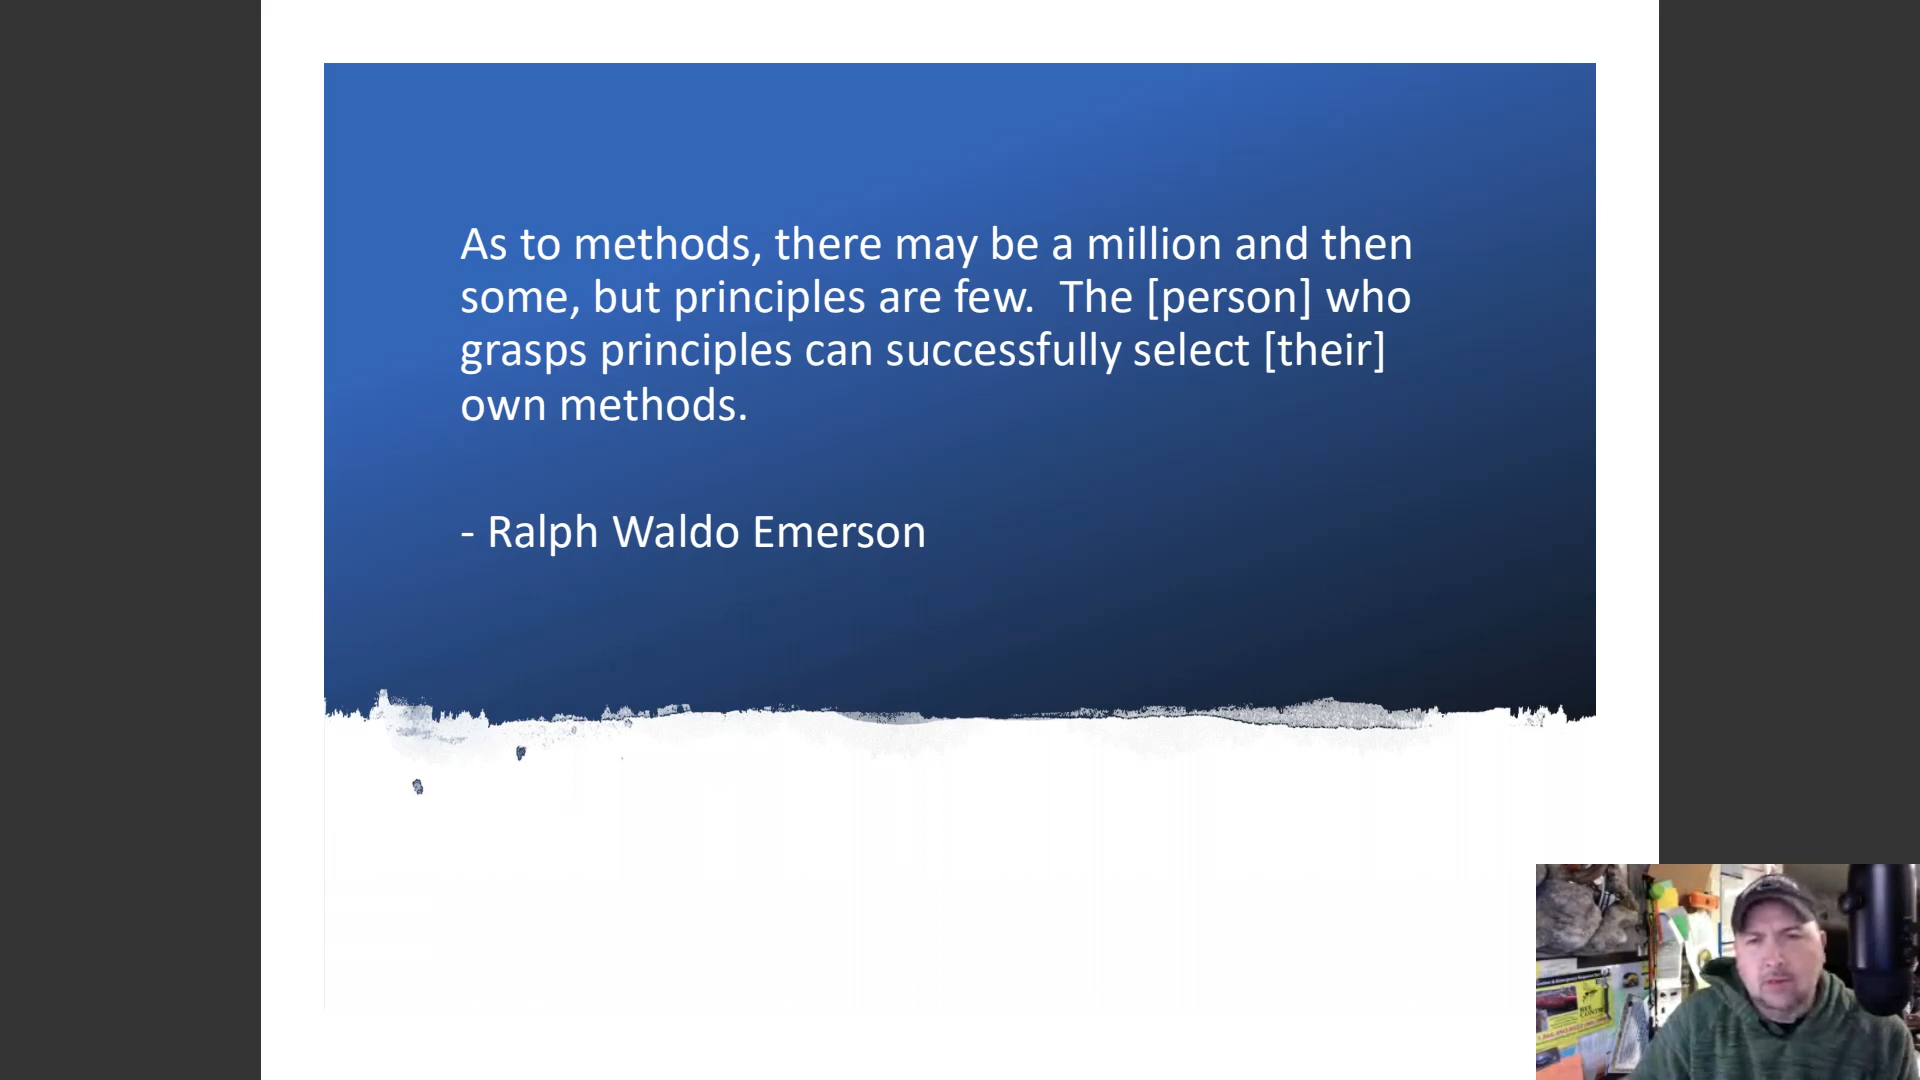 As to methods, there may be a million and then
some, but principles are few.  The [person] who
grasps principles can successfully select [their]
own methods.
- Ralph Waldo Emerson